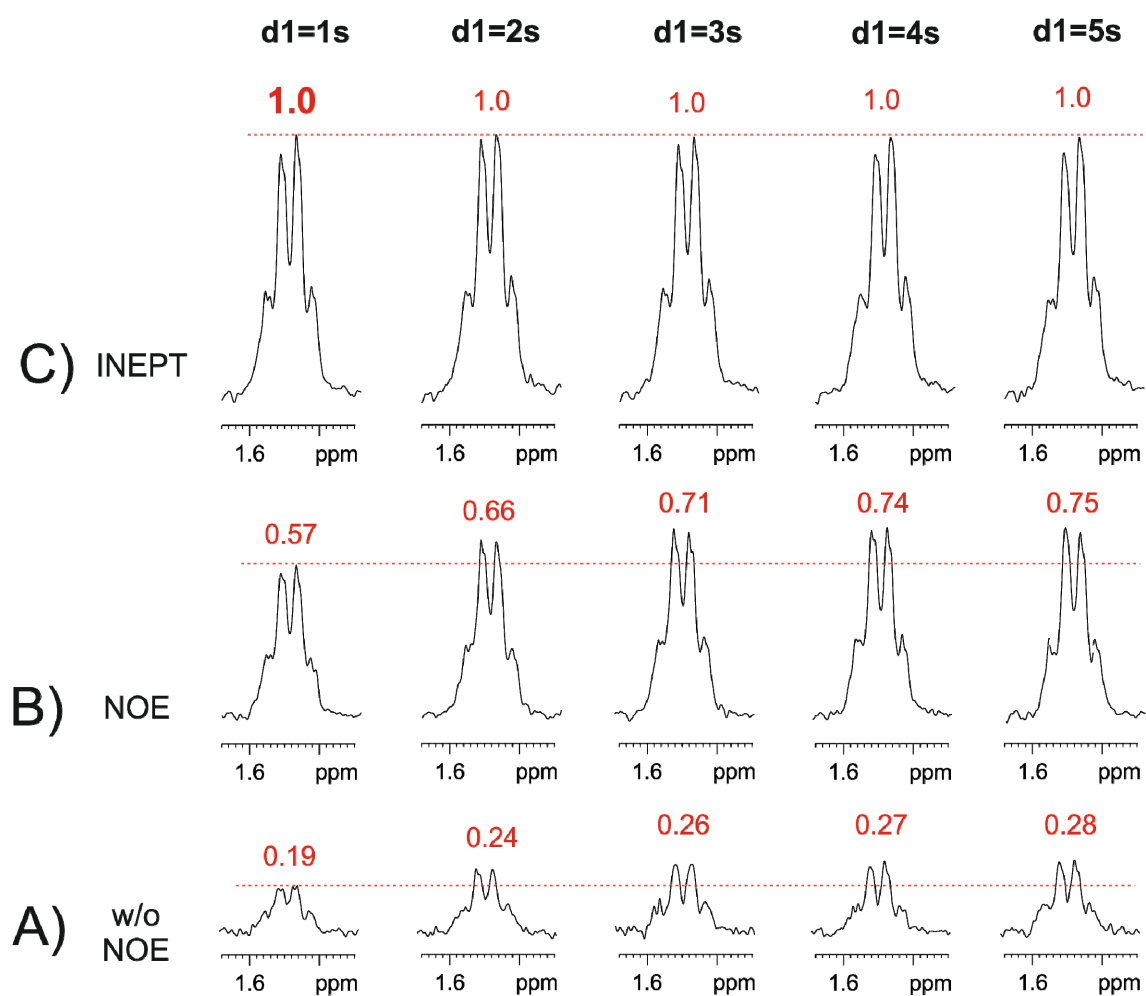 d1=1s d1=2s d1=3s d1=4s d1=5s
1.0 1.0 1.0 1.0 1.0
C) INEPT
1.6 ppm 1.6 ppm 1.6 ppm 1.6 ppm 1.6 ppm
0.57 0.66 0.71 0.74 0.75
B) NOE
1.6 ppm 1.6 ppm 1.6 ppm 1.6 ppm 1.6 ppm
0.19 0.24 0.26 0.27 0.28
A) w/o
NOE
1.6 ppm 1.6 ppm 1.6 ppm 1.6 ppm 1.6 ppm